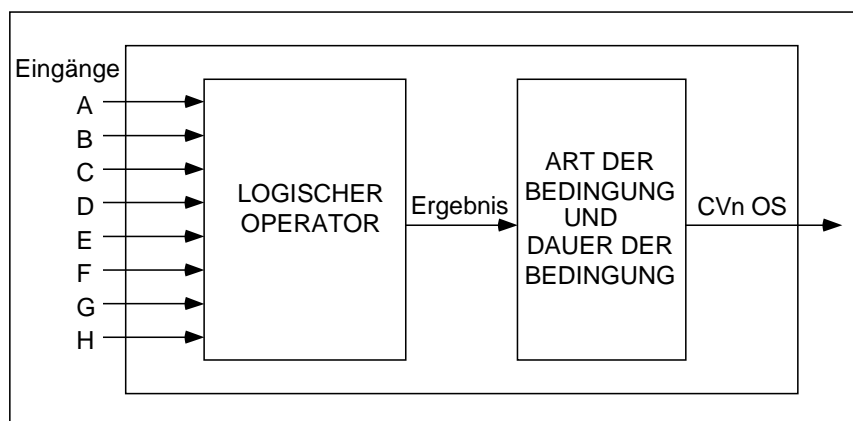 Eingänge
A
B
C
D
E
F
G
H
LOGISCHER
OPERATOR
Ergebnis
ART DER
BEDINGUNG
UND
DAUER DER
BEDINGUNG
CVn OS